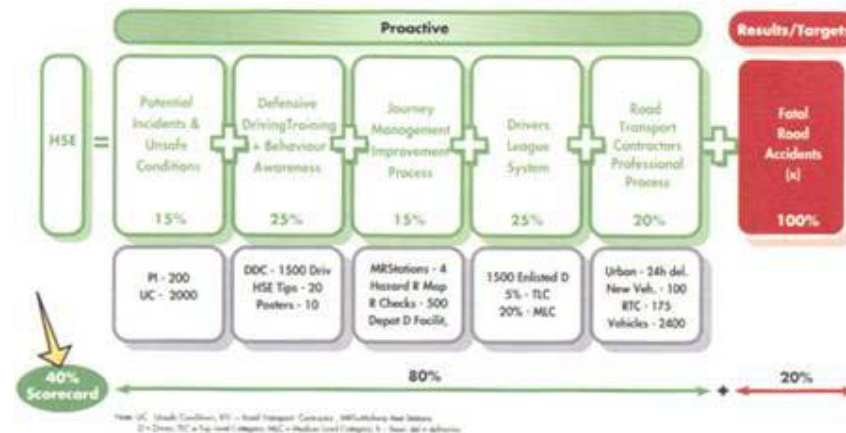 Proactive
Results/Targets
HSE
=
Potential
Incidents &
Unsafe
Conditions
15%
+
Defensive
DrivingTraining
+ Behaviour
Awareness
25%
+
Journey
Management
Improvement
Process
15%
+
Drivers
League
System
25%
+
Road
Transport
Contractors
Professional
Process
20%
+
Fatal
Road
Accidents
(x)
100%
PI - 200
UC - 2000
DDC - 1500 Driv
HSE Tips - 20
Posters - 10
MRStations - 4
Hazard R Map
R Checks - 500
Depot D Facilit,
1500 Enlisted D
5% - TLC
20% - MLC
Urban - 24h del.
New Veh. - 100
RTC - 175
Vehicles - 2400
40%
Scorecard
80%
+
20%